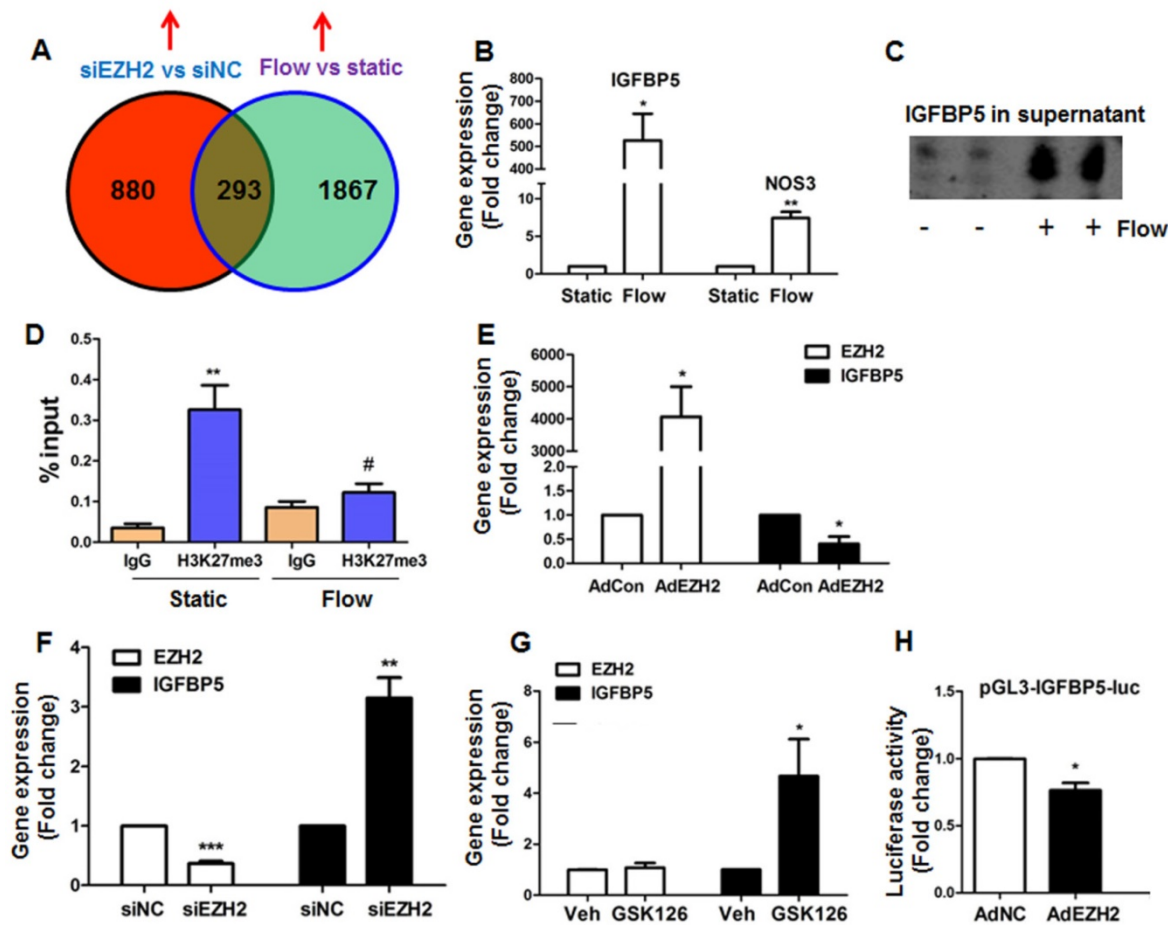 A
siEZH2 vs siNC
Flow vs static
880
293
1867
B
Gene expression
(Fold change)
800
700
600
500
400
300
200
10
5
0
IGFBP5
*
NOS3
**
Static
Flow
Static
Flow
C
IGFBP5 in supernatant
- - + + Flow
D
% input
0.5
0.4
0.3
0.2
0.1
0.0
**
#
IgG
H3K27me3
IgG
H3K27me3
Static
Flow
E
EZH2
IGFBP5
Gene expression
(Fold change)
6000
5000
4000
3000
2.0
1.5
1.0
0.5
0.0
*
*
AdCon
AdEZH2
AdCon
AdEZH2
F
EZH2
IGFBP5
Gene expression
(Fold change)
4
3
2
1
0
***
**
siNC
siEZH2
siNC
siEZH2
G
EZH2
IGFBP5
Gene expression
(Fold change)
8
6
4
2
0
*
Veh
GSK126
Veh
GSK126
H
pGL3-IGFBP5-luc
Luciferase activity
(Fold change)
1.5
1.0
0.5
0.0
*
AdNC
AdEZH2